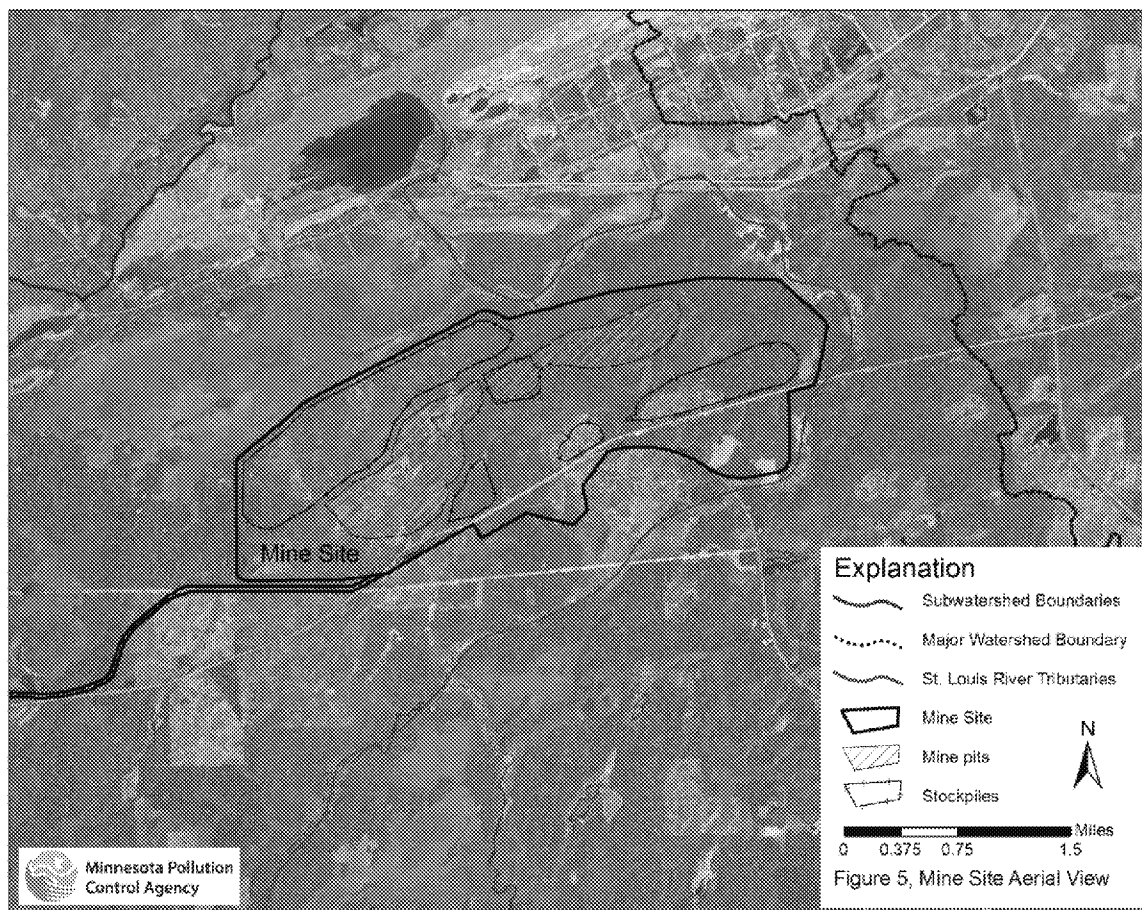 Mine Site
Explanation
Subwatershed Boundaries
Major Watershed Boundary
St. Louis River Tributaries
Mine Site
Mine pits
Stockpiles
N
Miles
0 0.375 0.75 1.5
Figure 5, Mine Site Aerial View
Minnesota Pollution
Control Agency